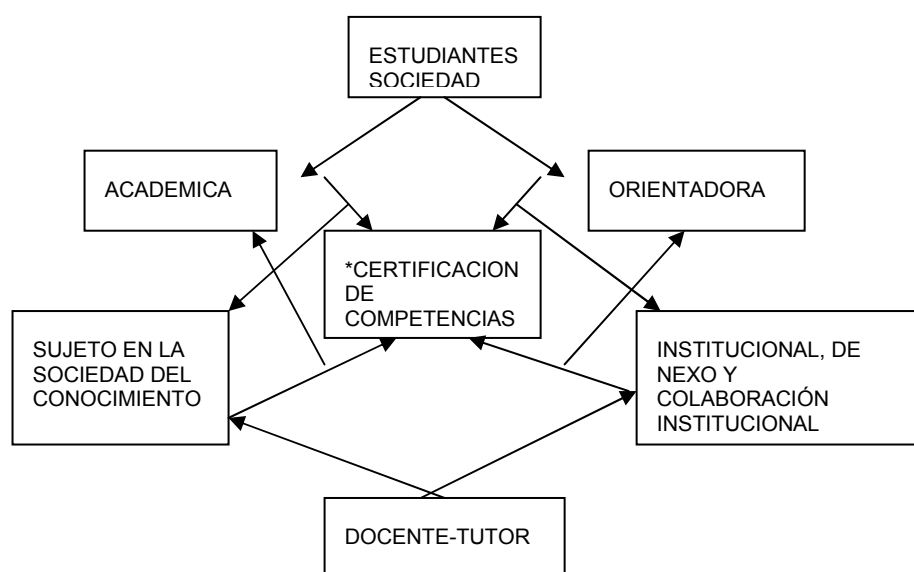 ESTUDIANTES
SOCIEDAD
ACADEMICA
ORIENTADORA
*CERTIFICACION
DE
COMPETENCIAS
SUJETO EN LA
SOCIEDAD DEL
CONOCIMIENTO
INSTITUCIONAL, DE
NEXO Y
COLABORACIÓN
INSTITUCIONAL
DOCENTE-TUTOR